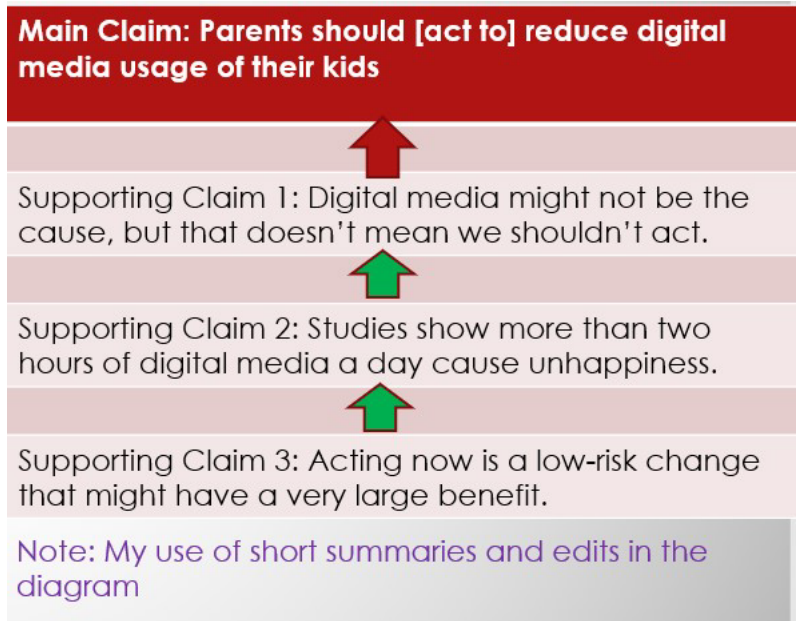 Main Claim: Parents should [act to] reduce digital
media usage of their kids
Supporting Claim 1: Digital media might not be the
cause, but that doesn’t mean we shouldn’t act.
Supporting Claim 2: Studies show more than two
hours of digital media a day cause unhappiness.
Supporting Claim 3: Acting now is a low-risk change
that might have a very large benefit.
Note: My use of short summaries and edits in the
diagram